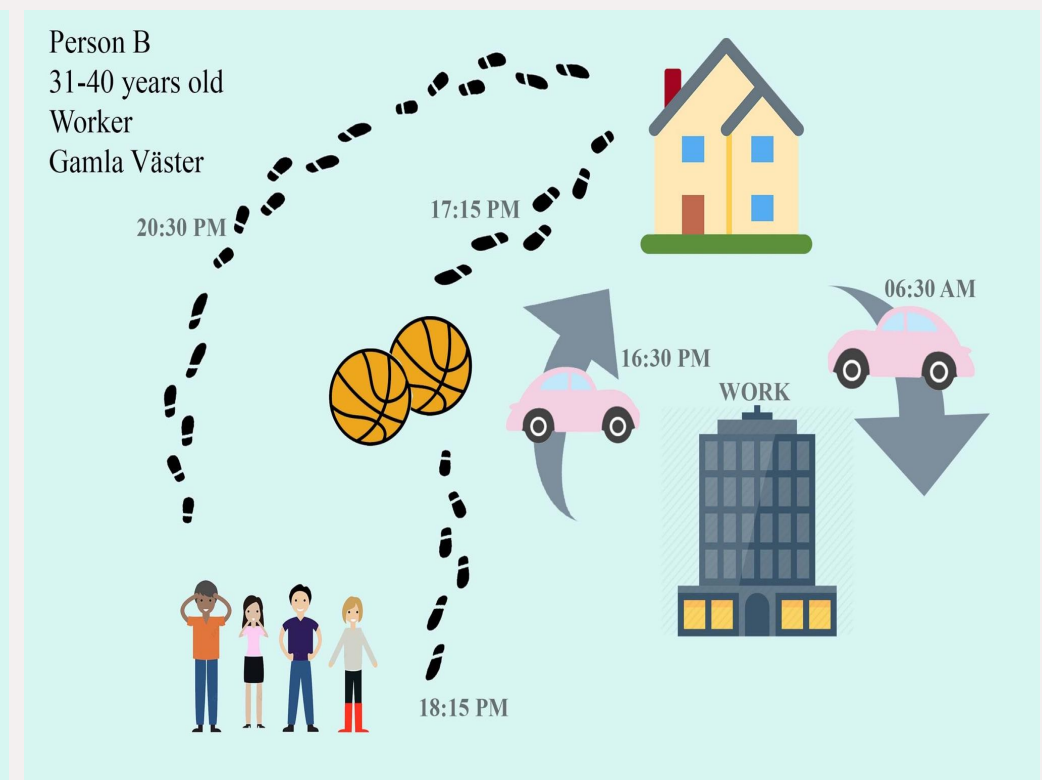 Person B
31-40 years old
Worker
Gamla Väster
20:30 PM
17:15 PM
06:30 AM
16:30 PM
WORK
18:15 PM